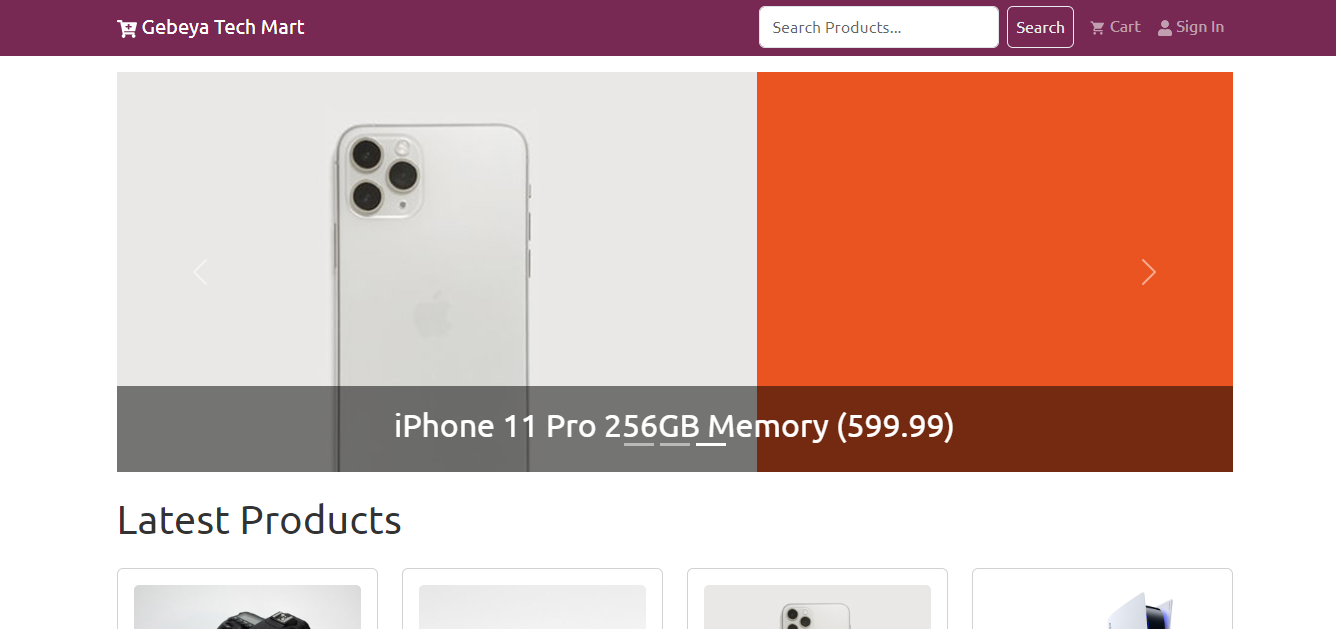 Gebeya Tech Mart
Search Products...
Search
Cart
Sign In
iPhone 11 Pro 256GB Memory (599.99)
Latest Products